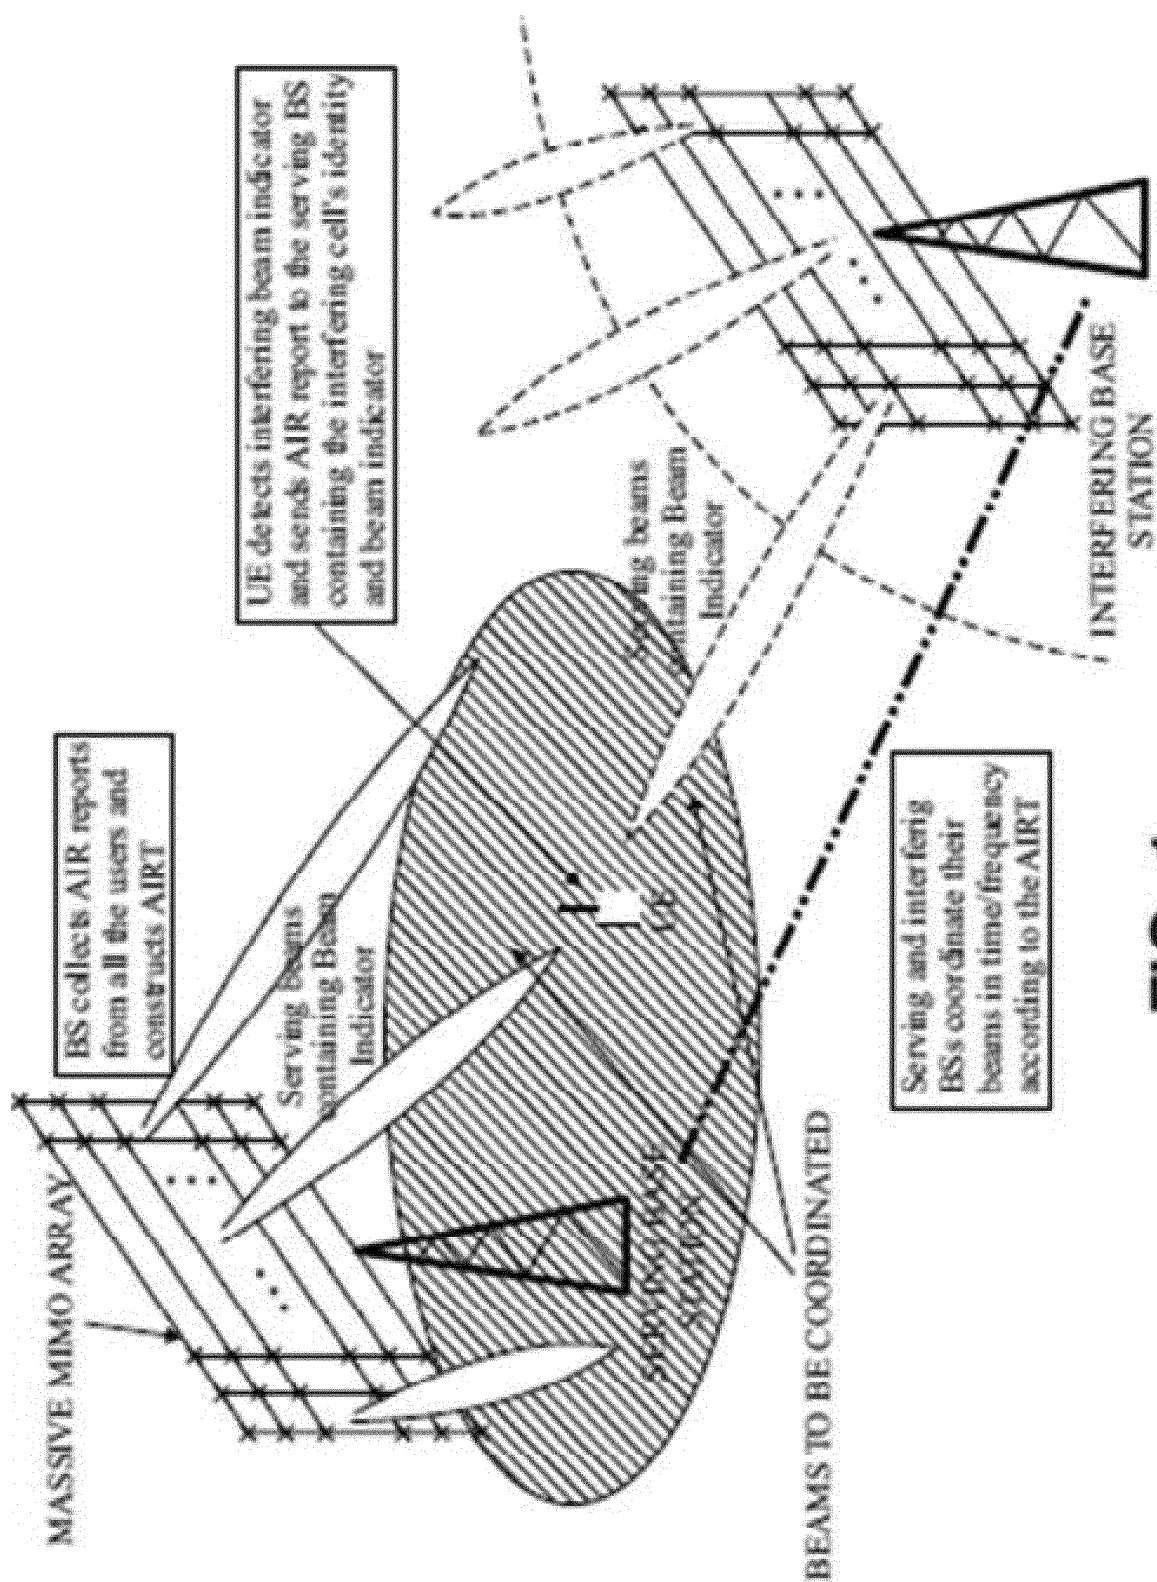 MASSIVE MIMO ARRAY
BS collects AIR reports
from all the users and
constructs AIRT
UE detects interfering beam indicator
and sends AIR report to the serving BS
containing the interfering cell's identity
and beam indicator
Serving Beams
containing Beam
Indicator
Serving beams
containing Beam
Indicator
UE
SERVING BASE
STATION
BEAMS TO BE COORDINATED
Serving and interferig
BSs coordinate their
beams in time/frequency
according to the AIRT
INTERFERING BASE
STATION